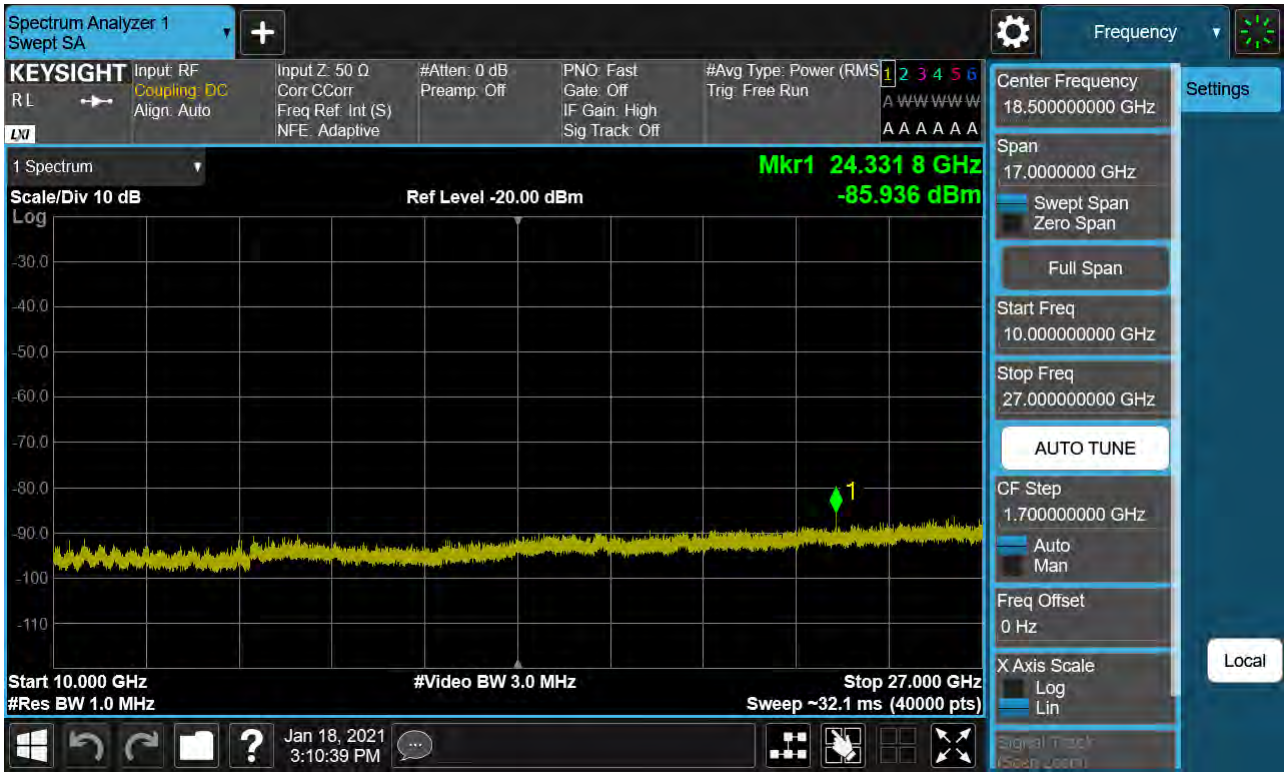 Spectrum Analyzer 1
Swept SA
+
Frequency
KEYSIGHT
RL
LXI
Input: RF
Coupling: DC
Align: Auto
Input Z: 50 Ω
Corr CCorr
Freq Ref: Int (S)
NFE: Adaptive
#Atten: 0 dB
Preamp: Off
PNO: Fast
Gate: Off
IF Gain: High
Sig Track: Off
#Avg Type: Power (RMS
Trig: Free Run
1 2 3 4 5 6
A W W W W W
A A A A A A
1 Spectrum
Scale/Div 10 dB
Log
Ref Level -20.00 dBm
Mkr1 24.331 8 GHz
-85.936 dBm
-30.0
-40.0
-50.0
-60.0
-70.0
-80.0
-90.0
-100
-110
1
Start 10.000 GHz
#Res BW 1.0 MHz
#Video BW 3.0 MHz
Stop 27.000 GHz
Sweep ~32.1 ms (40000 pts)
Center Frequency
18.500000000 GHz
Span
17.0000000 GHz
Swept Span
Zero Span
Full Span
Start Freq
10.000000000 GHz
Stop Freq
27.000000000 GHz
AUTO TUNE
CF Step
1.700000000 GHz
Auto
Man
Freq Offset
0 Hz
X Axis Scale
Log
Lin
Signal Track
(Span Zoom)
Settings
Local
?
Jan 18, 2021
3:10:39 PM